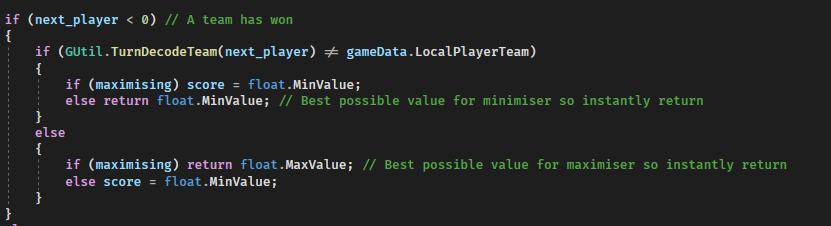 if (next_player < 0) // A team has won
{
if (GUtil.TurnDecodeTeam(next_player) ≠ gameData.LocalPlayerTeam)
{
if (maximising) score = float.MinValue;
else return float.MinValue; // Best possible value for minimiser so instantly return
}
else
{
if (maximising) return float.MaxValue; // Best possible value for maximiser so instantly return
else score = float.MinValue;
}
}